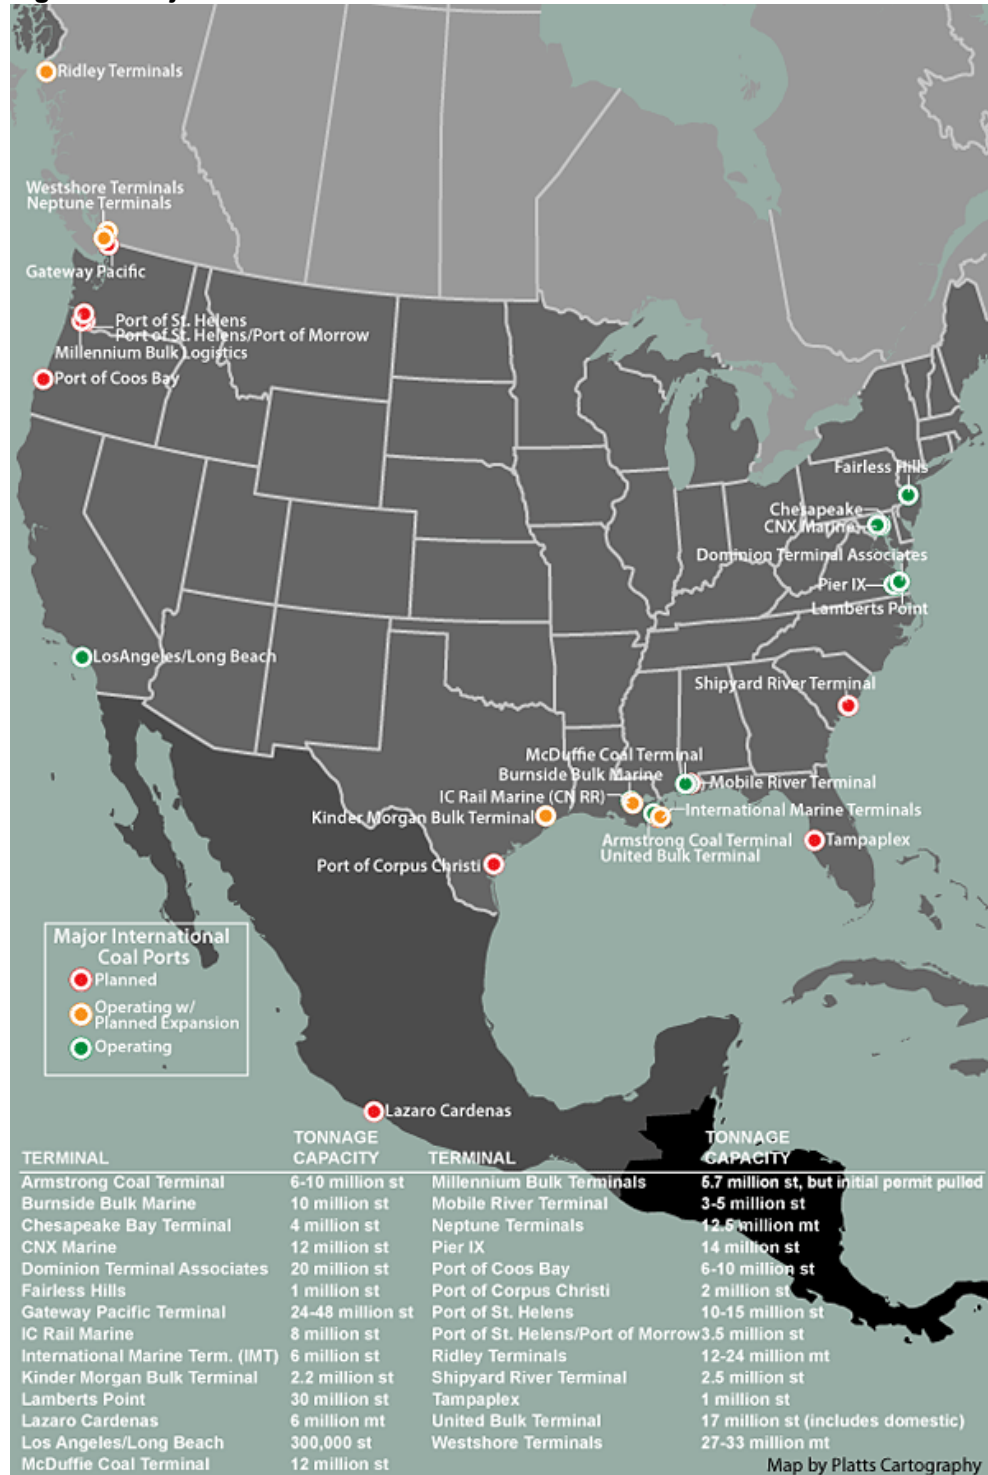 Ridley Terminals
Westshore Terminals
Neptune Terminals
Gateway Pacific
Port of St. Helens
Port of St. Helens/Port of Morrow
Millennium Bulk Logistics
Port of Coos Bay
Fairless Hills
Chesapeake
CNX Marine
Dominion Terminal Associates
Pier IX
Lamberts Point
LosAngeles/Long Beach
Shipyard River Terminal
McDuffie Coal Terminal
Burnside Bulk Marine
Mobile River Terminal
IC Rail Marine (CN RR)
International Marine Terminals
Kinder Morgan Bulk Terminal
Armstrong Coal Terminal
Tampaplex
United Bulk Terminal
Port of Corpus Christi
Major International
Coal Ports
Planned
Operating w/
Planned Expansion
Operating
Lazaro Cardenas
TERMINAL TONNAGE CAPACITY TERMINAL TONNAGE CAPACITY
Armstrong Coal Terminal 6-10 million st Millennium Bulk Terminals 5.7 million st, but initial permit pulled
Burnside Bulk Marine 10 million st Mobile River Terminal 3-5 million st
Chesapeake Bay Terminal 4 million st Neptune Terminals 12.5 million mt
CNX Marine 12 million st Pier IX 14 million st
Dominion Terminal Associates 20 million st Port of Coos Bay 6-10 million st
Fairless Hills 1 million st Port of Corpus Christi 2 million st
Gateway Pacific Terminal 24-48 million st Port of St. Helens 10-15 million st
IC Rail Marine 8 million st Port of St. Helens/Port of Morrow 3.5 million st
International Marine Term. (IMT) 6 million st Ridley Terminals 12-24 million mt
Kinder Morgan Bulk Terminal 2.2 million st Shipyard River Terminal 2.5 million st
Lamberts Point 30 million st Tampaplex 1 million st
Lazaro Cardenas 6 million mt United Bulk Terminal 17 million st (includes domestic)
Los Angeles/Long Beach 300,000 st Westshore Terminals 27-33 million mt
McDuffie Coal Terminal 12 million st
Map by Platts Cartography